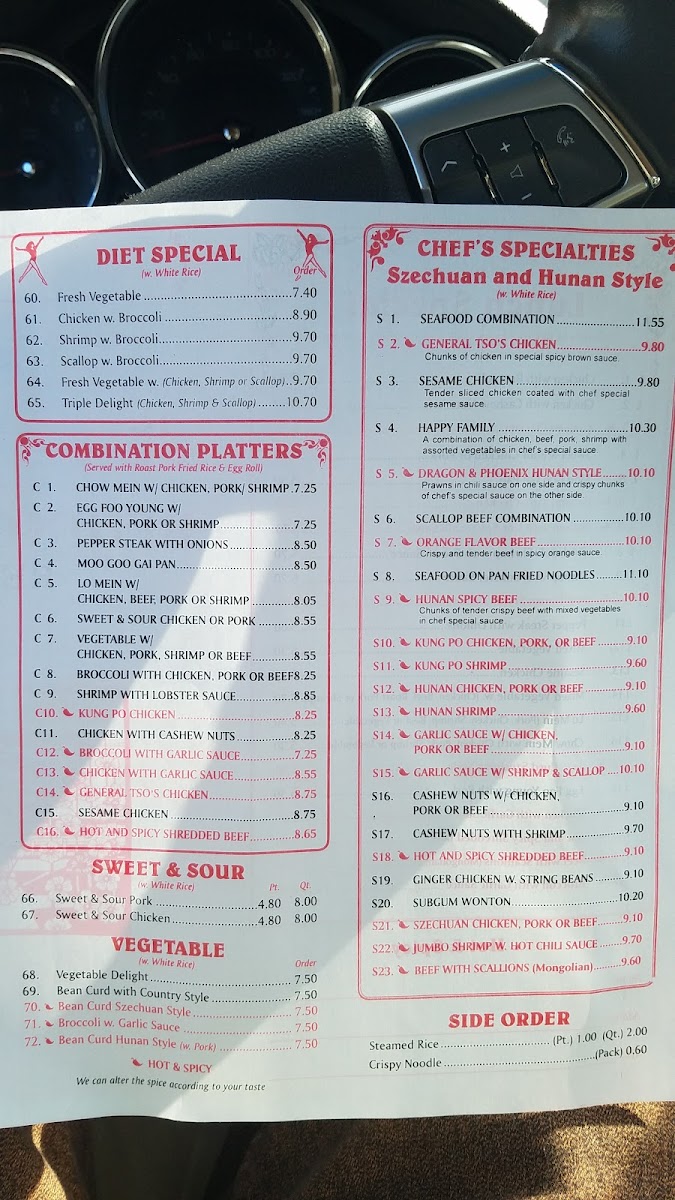 DIET SPECIAL
(w. White Rice)
Order
60. Fresh Vegetable ..........7.40
61. Chicken w. Broccoli ..........8.90
62. Shrimp w. Broccoli..........9.70
63. Scallop w. Broccoli..........9.70
64. Fresh Vegetable w. (Chicken, Shrimp or Scallop)..9.70
65. Triple Delight (Chicken, Shrimp & Scallop) ........10.70
COMBINATION PLATTERS
(Served with Roast Pork Fried Rice & Egg Roll)
C 1. CHOW MEIN W/ CHICKEN, PORK/ SHRIMP .7.25
C 2. EGG FOO YOUNG W/
CHICKEN, PORK OR SHRIMP..........7.25
C 3. PEPPER STEAK WITH ONIONS..........8.50
C 4. MOO GOO GAI PAN..........8.50
C 5. LO MEIN W/
CHICKEN, BEEF, PORK OR SHRIMP ..........8.05
C 6. SWEET & SOUR CHICKEN OR PORK ..........8.55
C 7. VEGETABLE W/
CHICKEN, PORK, SHRIMP OR BEEF..........8.55
C 8. BROCCOLI WITH CHICKEN, PORK OR BEEF8.25
C 9. SHRIMP WITH LOBSTER SAUCE..........8.85
C10. KUNG PO CHICKEN ..........8.25
C11. CHICKEN WITH CASHEW NUTS..........8.25
C12. BROCCOLI WITH GARLIC SAUCE..........7.25
C13. CHICKEN WITH GARLIC SAUCE..........8.55
C14. GENERAL TSO'S CHICKEN..........8.75
C15. SESAME CHICKEN ..........8.75
C16. HOT AND SPICY SHREDDED BEEF..........8.65
SWEET & SOUR
(w. White Rice) Pt. Qt.
66. Sweet & Sour Pork ..........4.80 8.00
67. Sweet & Sour Chicken..........4.80 8.00
VEGETABLE
(w. White Rice) Order
68. Vegetable Delight..........7.50
69. Bean Curd with Country Style ..........7.50
70. Bean Curd Szechuan Style ..........7.50
71. Broccoli w. Garlic Sauce ..........7.50
72. Bean Curd Hunan Style (w. Pork) ..........7.50
HOT & SPICY
We can alter the spice according to your taste
CHEF'S SPECIALTIES
Szechuan and Hunan Style
(w. White Rice)
S 1. SEAFOOD COMBINATION..........11.55
S 2. GENERAL TSO'S CHICKEN..........9.80
Chunks of chicken in special spicy brown sauce.
S 3. SESAME CHICKEN ..........9.80
Tender sliced chicken coated with chef special
sesame sauce.
S 4. HAPPY FAMILY ..........10.30
A combination of chicken, beef, pork, shrimp with
assorted vegetables in chef's special sauce.
S 5. DRAGON & PHOENIX HUNAN STYLE........10.10
Prawns in chili sauce on one side and crispy chunks
of chef's special sauce on the other side.
S 6. SCALLOP BEEF COMBINATION ..........10.10
S 7. ORANGE FLAVOR BEEF..........10.10
Crispy and tender beef in spicy orange sauce.
S 8. SEAFOOD ON PAN FRIED NOODLES ........11.10
S 9. HUNAN SPICY BEEF ..........10.10
Chunks of tender crispy beef with mixed vegetables
in chef special sauce.
S10. KUNG PO CHICKEN, PORK, OR BEEF ..........9.10
S11. KUNG PO SHRIMP..........9.60
S12. HUNAN CHICKEN, PORK OR BEEF ..........9.10
S13. HUNAN SHRIMP..........9.60
S14. GARLIC SAUCE W/ CHICKEN,
PORK OR BEEF ..........9.10
S15. GARLIC SAUCE W/ SHRIMP & SCALLOP ....10.10
S16. CASHEW NUTS W/ CHICKEN,
PORK OR BEEF..........9.10
S17. CASHEW NUTS WITH SHRIMP..........9.70
S18. HOT AND SPICY SHREDDED BEEF..........9.10
S19. GINGER CHICKEN W. STRING BEANS ........9.10
S20. SUBGUM WONTON..........10.20
S21. SZECHUAN CHICKEN, PORK OR BEEF........9.10
S22. JUMBO SHRIMP W. HOT CHILI SAUCE ......9.70
S23. BEEF WITH SCALLIONS (Mongolian).........9.60
SIDE ORDER
Steamed Rice ..........(Pt.) 1.00 (Qt.) 2.00
Crispy Noodle..........(Pack) 0.60